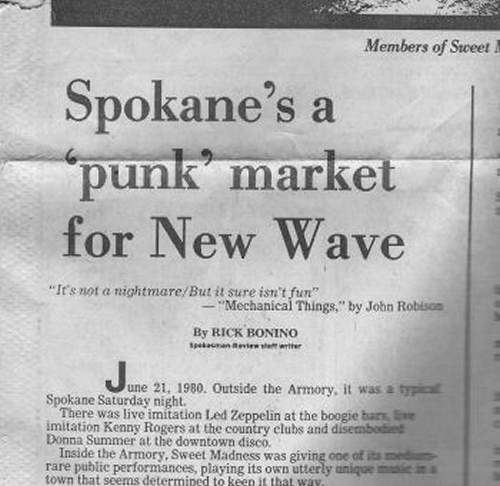 Members of Sweet
Spokane's a
'punk' market
for New Wave
"It's not a nightmare/But it sure isn't fun"
— "Mechanical Things," by John Robison
By RICK BONINO
Spokesman-Review staff writer
June 21, 1980. Outside the Armory, it was a typical
Spokane Saturday night.
There was live imitation Led Zeppelin at the boogie bars, live
imitation Kenny Rogers at the country clubs and disembodied
Donna Summer at the downtown disco.
Inside the Armory, Sweet Madness was giving one of its medium-
rare public performances, playing its own utterly unique music in a
town that seems determined to keep it that way.